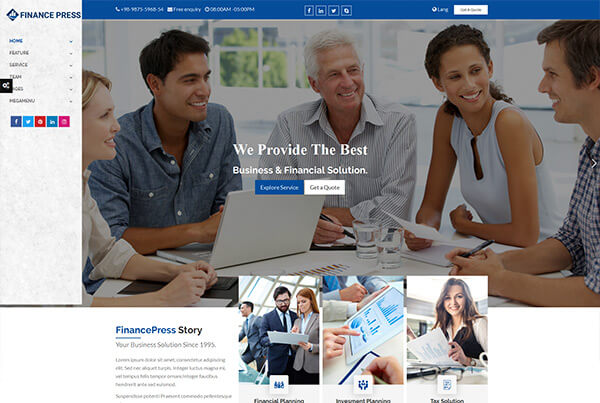 FINANCE PRESS
+98-9875-5968-54 Free enquiry 08:00AM -05:00PM
Lang
Get A Quote
HOME
FEATURE
SERVICE
TEAM
MEGAMENU
We Provide The Best
Business & Financial Solution.
Explore Service
Get a Quote
FinancePress Story
Your Business Solution Since 1995.
Lorem ipsum dolor sit amet, consectetur adipiscing
elit. Sed nec aliquet turpis. Integer luctus magna mi,
vel tempus felis tempor ornare.Integer faucibus
hendrerit ante sed euismod.
Suspendisse potenti Praesent commodo pellentesque
Financial Planning
Invesment Planning
Tax Solution